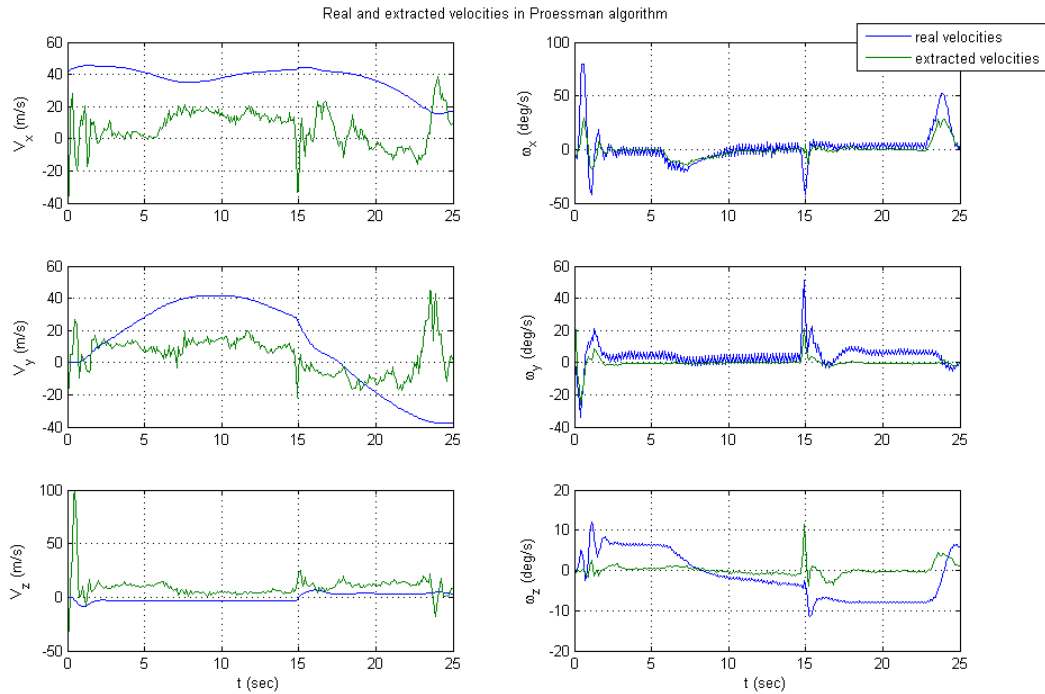 Real and extracted velocities in Proessman algorithm
real velocities
extracted velocities
60
40
20
0
-20
-40
V_x (m/s)
0 5 10 15 20 25
100
50
0
-50
ω_x (deg/s)
0 5 10 15 20 25
60
40
20
0
-20
-40
V_y (m/s)
0 5 10 15 20 25
60
40
20
0
-20
-40
ω_y (deg/s)
0 5 10 15 20 25
100
50
0
-50
V_z (m/s)
0 5 10 15 20 25
t (sec)
20
10
0
-10
20
ω_z (deg/s)
0 5 10 15 20 25
t (sec)